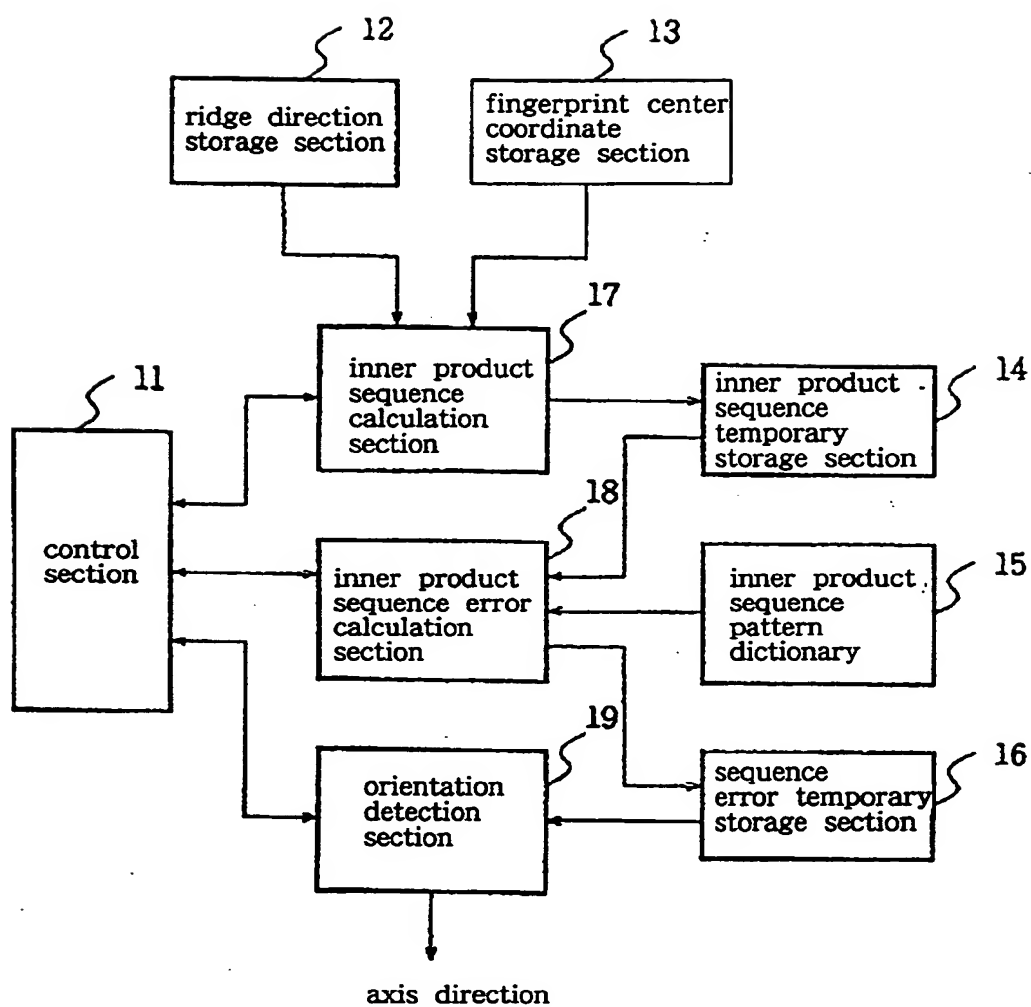 12
13
ridge direction
storage section
fingerprint center
coordinate
storage section
17
inner product
sequence
calculation
section
11
control
section
14
inner product
sequence
temporary
storage section
18
inner product
sequence error
calculation
section
15
inner product
sequence
pattern
dictionary
19
orientation
detection
section
16
sequence
error temporary
storage section
axis direction